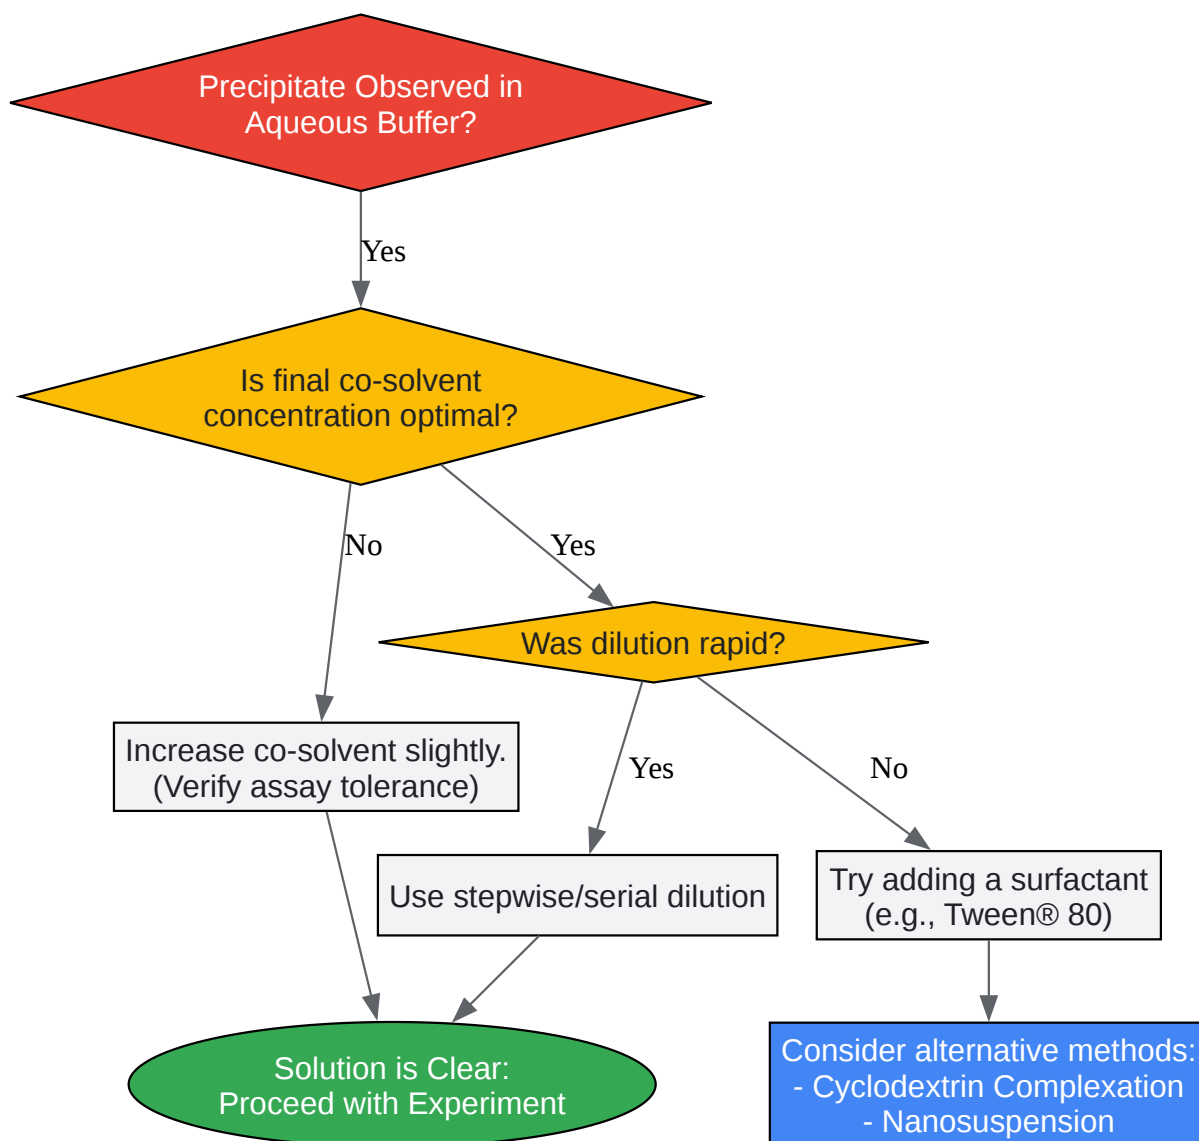 Precipitate Observed in
Aqueous Buffer?
Yes
Is final co-solvent
concentration optimal?
No
Yes
Was dilution rapid?
Increase co-solvent slightly.
(Verify assay tolerance)
Yes
No
Use stepwise/serial dilution
Try adding a surfactant
(e.g., Tween® 80)
Solution is Clear:
Proceed with Experiment
Consider alternative methods:
- Cyclodextrin Complexation
- Nanosuspension